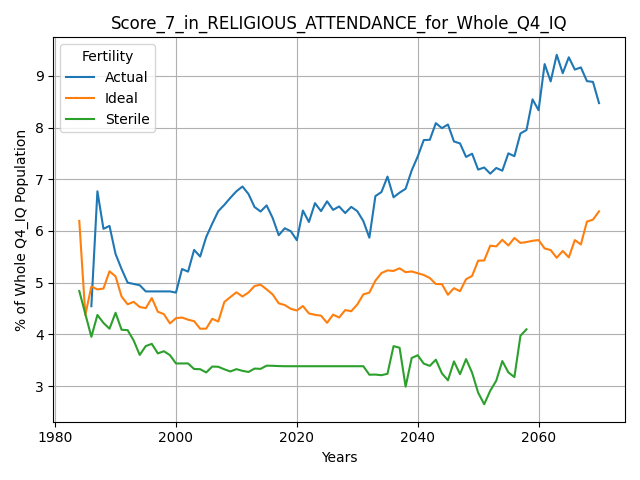 Score_7_in_RELIGIOUS_ATTENDANCE_for_Whole_Q4_IQ
Fertility
Actual
Ideal
Sterile
% of Whole Q4_IQ Population
9
8
7
6
5
4
3
1980
2000
2020
2040
2060
Years